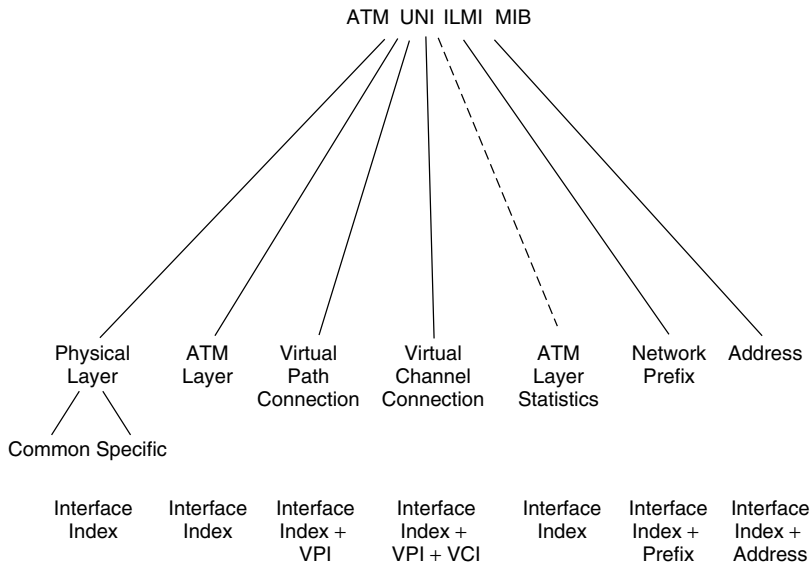 ATM UNI ILMI MIB
Physical
Layer
ATM
Layer
Virtual
Path
Connection
Virtual
Channel
Connection
ATM
Layer
Statistics
Network
Prefix
Address
Common Specific
Interface
Index
Interface
Index
Interface
Index +
VPI
Interface
Index +
VPI + VCI
Interface
Index
Interface
Index +
Prefix
Interface
Index +
Address